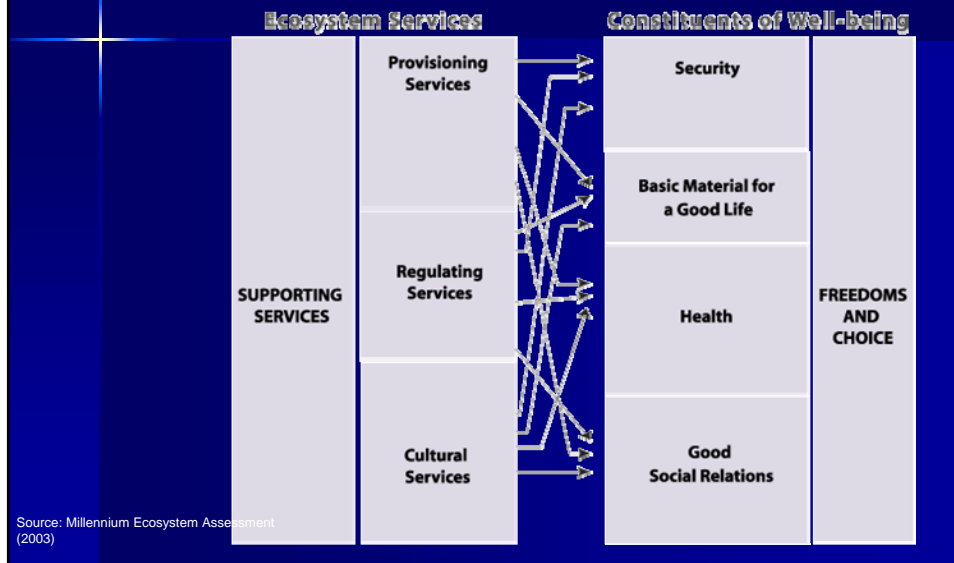 Ecosystem Services
Constituents of Well-being
SUPPORTING
SERVICES
Provisioning
Services
Regulating
Services
Cultural
Services
Security
Basic Material for
a Good Life
Health
Good
Social Relations
FREEDOMS
AND
CHOICE
Source: Millennium Ecosystem Assessment
(2003)